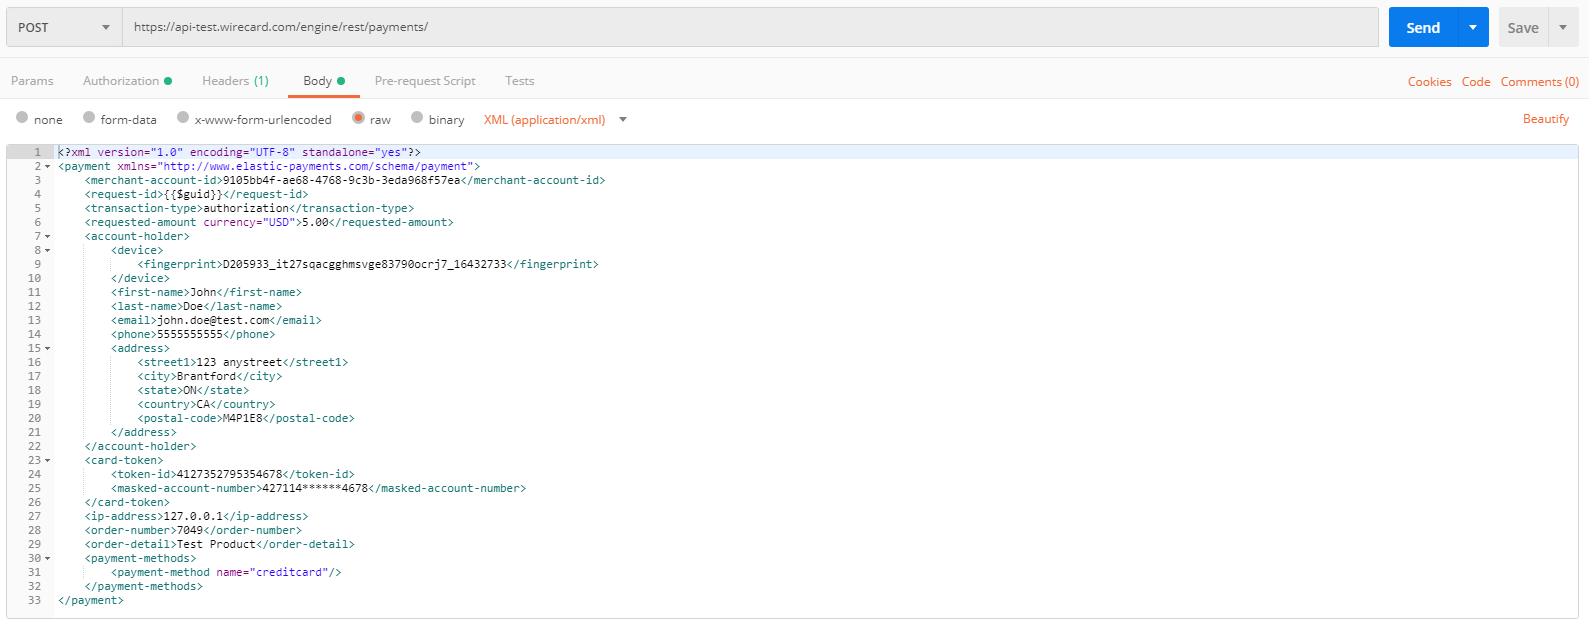 POST https://api-test.wirecard.com/engine/rest/payments/ Send Save
Params Authorization Headers (1) Body Pre-request Script Tests Cookies Code Comments (0)
none form-data x-www-form-urlencoded raw binary XML (application/xml) Beautify
1 <?xml version="1.0" encoding="UTF-8" standalone="yes"?>
2 <payment xmlns="http://www.elastic-payments.com/schema/payment">
3 <merchant-account-id>9105bb4f-ae68-4768-9c3b-3eda968f57ea</merchant-account-id>
4 <request-id>{{$guid}}</request-id>
5 <transaction-type>authorization</transaction-type>
6 <requested-amount currency="USD">5.00</requested-amount>
7 <account-holder>
8 <device>
9 <fingerprint>D205933_it27sqacgghmsvge83790ocrj7_16432733</fingerprint>
10 </device>
11 <first-name>John</first-name>
12 <last-name>Doe</last-name>
13 <email>john.doe@test.com</email>
14 <phone>5555555555</phone>
15 <address>
16 <street1>123 anystreet</street1>
17 <city>Brantford</city>
18 <state>ON</state>
19 <country>CA</country>
20 <postal-code>M4P1E8</postal-code>
21 </address>
22 </account-holder>
23 <card-token>
24 <token-id>4127352795354678</token-id>
25 <masked-account-number>427114******4678</masked-account-number>
26 </card-token>
27 <ip-address>127.0.0.1</ip-address>
28 <order-number>7049</order-number>
29 <order-detail>Test Product</order-detail>
30 <payment-methods>
31 <payment-method name="creditcard"/>
32 </payment-methods>
33 </payment>